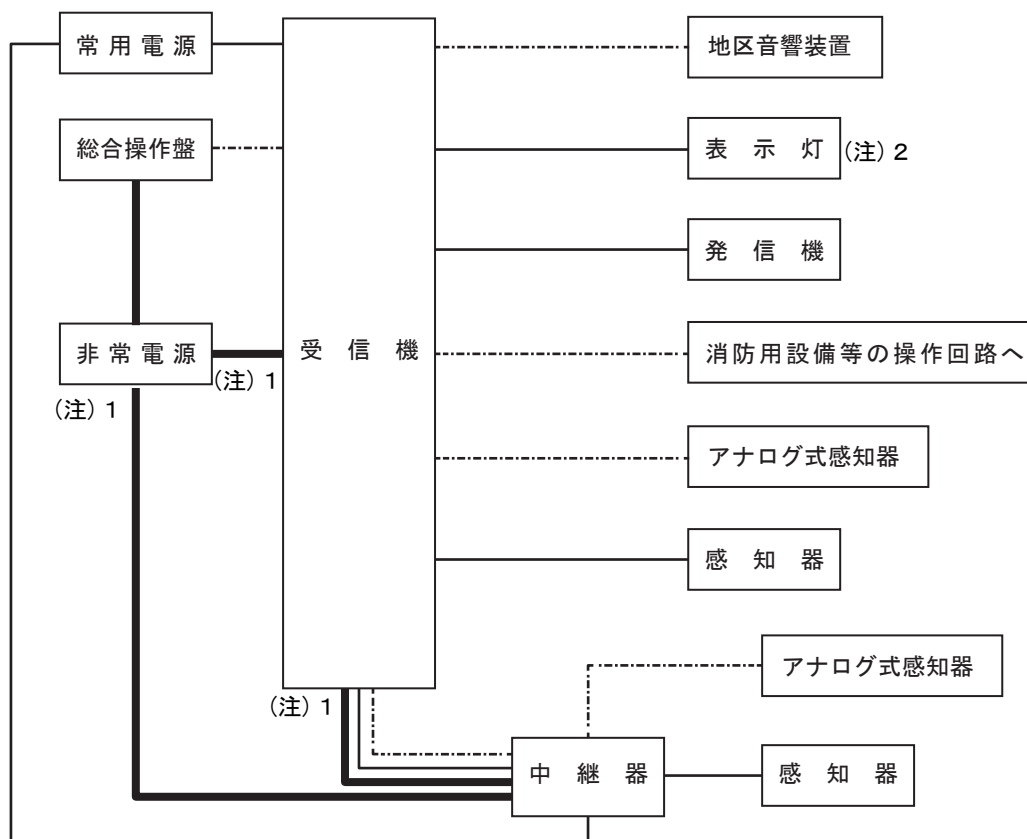 常用電源
地区音響装置
総合操作盤
表示灯 (注) 2
発信機
非常電源
(注) 1
(注) 1
受信機
消防用設備等の操作回路へ
アナログ式感知器
感知器
アナログ式感知器
(注) 1
中継器
感知器